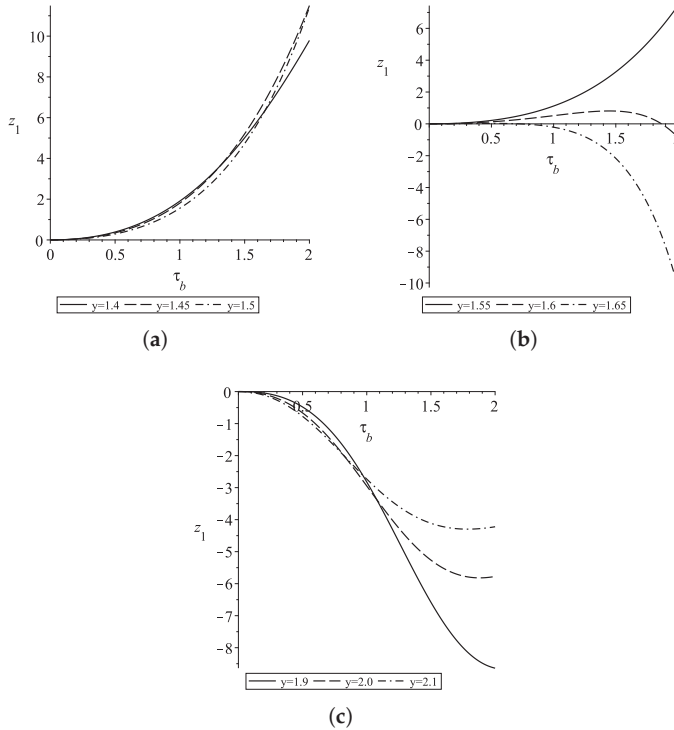 10
8
z₁ 6
4
2
0
0 0.5 1 1.5 2
τ_b
y=1.4 y=1.45 y=1.5
(a)
6
z₁ 4
2
0
0.5 1 1.5
τ_b
−2
−4
−6
−8
−10
y=1.55 y=1.6 y=1.65
(b)
0
0.5 1 1.5 2
τ_b
−1
−2
−3
−4
z₁
−5
−6
−7
−8
y=1.9 y=2.0 y=2.1
(c)